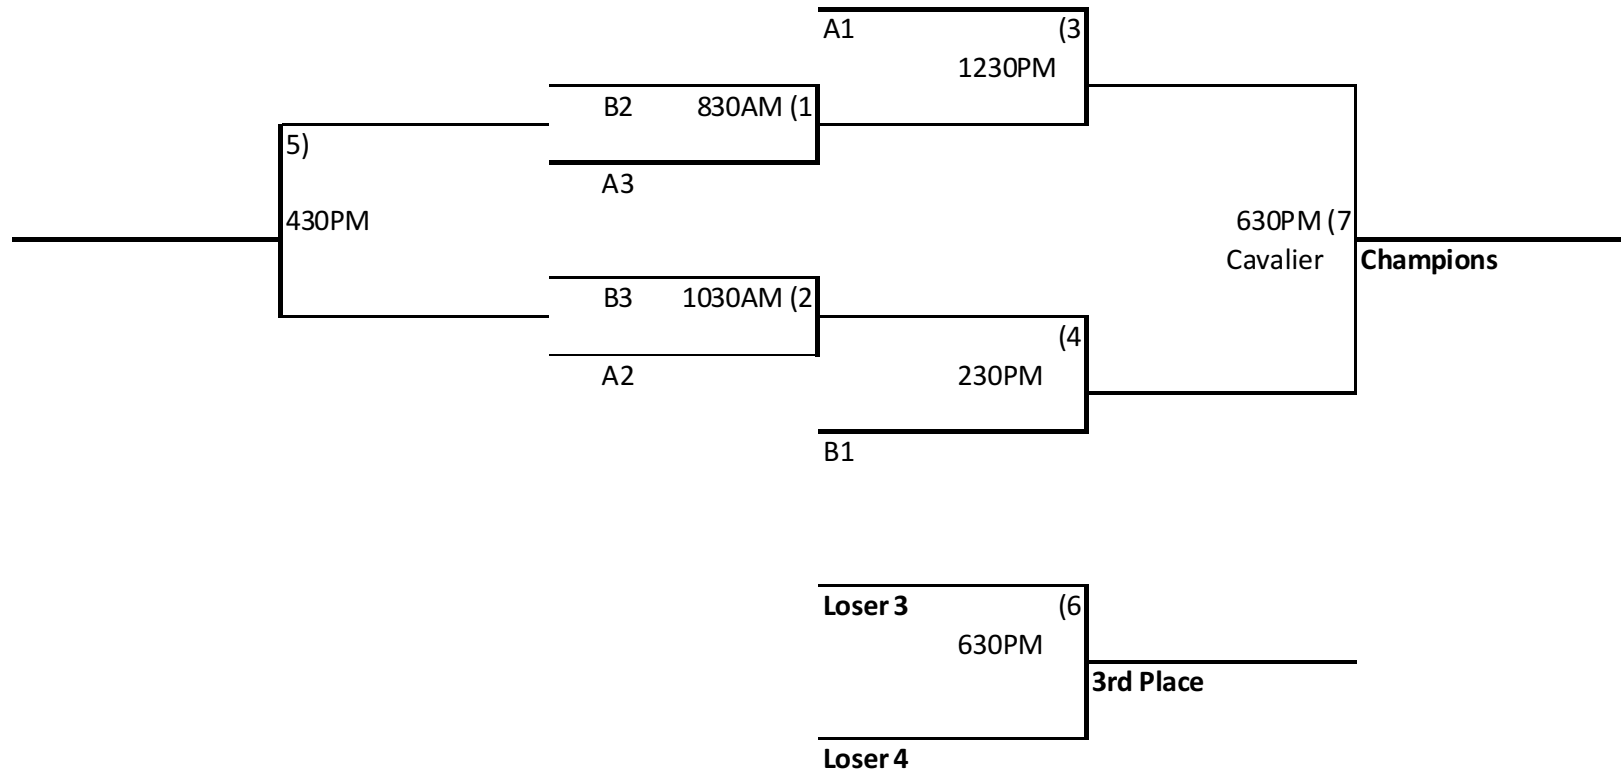 A1 (3
1230PM
B2 830AM (1
5)
A3
430PM 630PM (7
Cavalier Champions
B3 1030AM (2
(4
A2 230PM
B1
Loser 3 (6
630PM
3rd Place
Loser 4